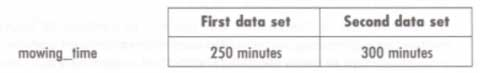 First data set Second data set
mowing_time 250 minutes 300 minutes